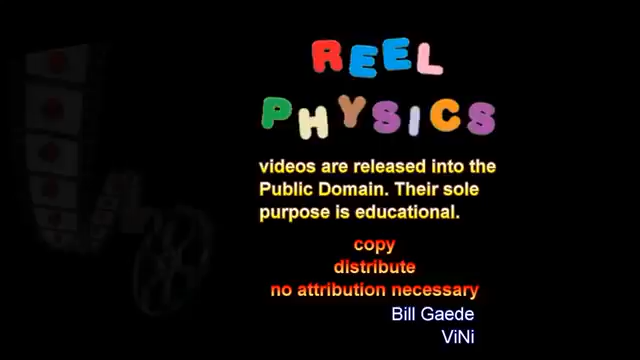 REEL
PHYSICS
videos are released into the
Public Domain. Their sole
purpose is educational.
copy
distribute
no attribution necessary
Bill Gaede
ViNi